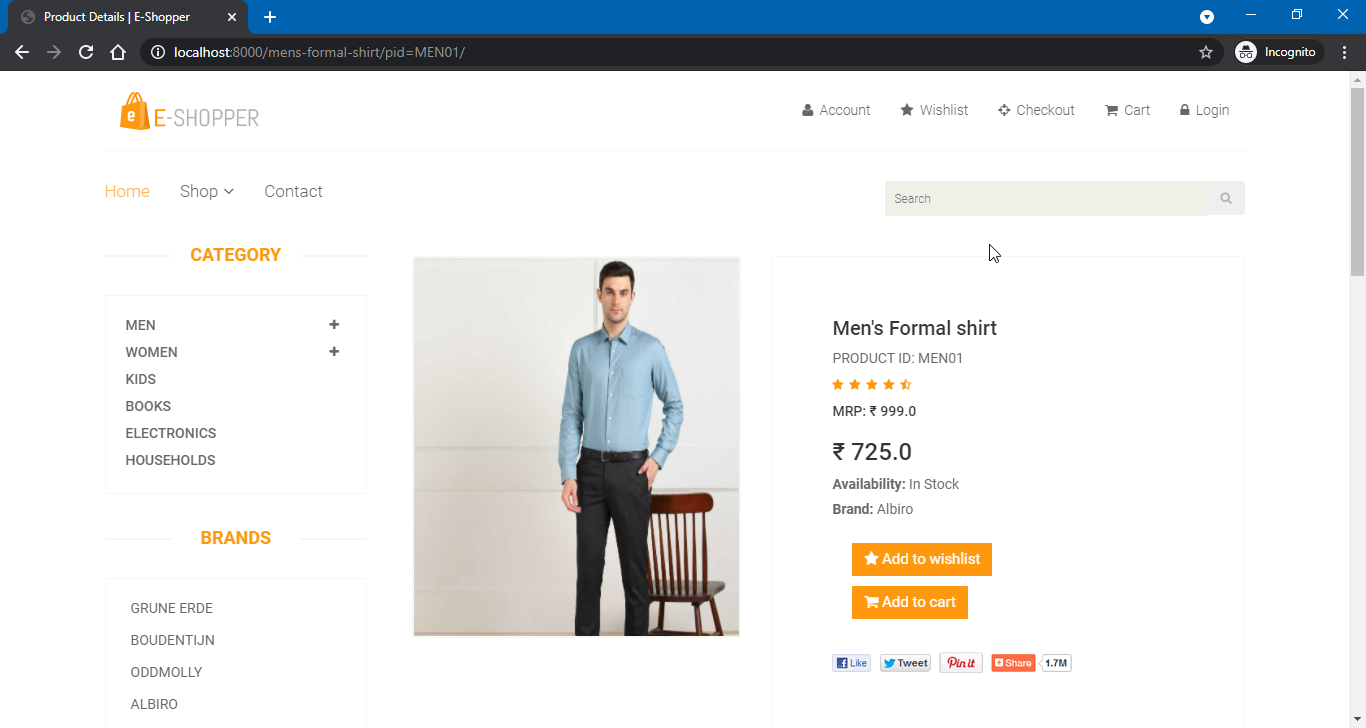 Product Details | E-Shopper
localhost:8000/mens-formal-shirt/pid=MEN01/
Incognito
e
E-SHOPPER
Account
Wishlist
Checkout
Cart
Login
Home
Shop
Contact
Search
CATEGORY
MEN
WOMEN
KIDS
BOOKS
ELECTRONICS
HOUSEHOLDS
BRANDS
GRUNE ERDE
BOUDENTIJN
ODDMOLLY
ALBIRO
Men's Formal shirt
PRODUCT ID: MEN01
MRP: ₹ 999.0
₹ 725.0
Availability: In Stock
Brand: Albiro
Add to wishlist
Add to cart
f Like
Tweet
Pin it
Share
1.7M